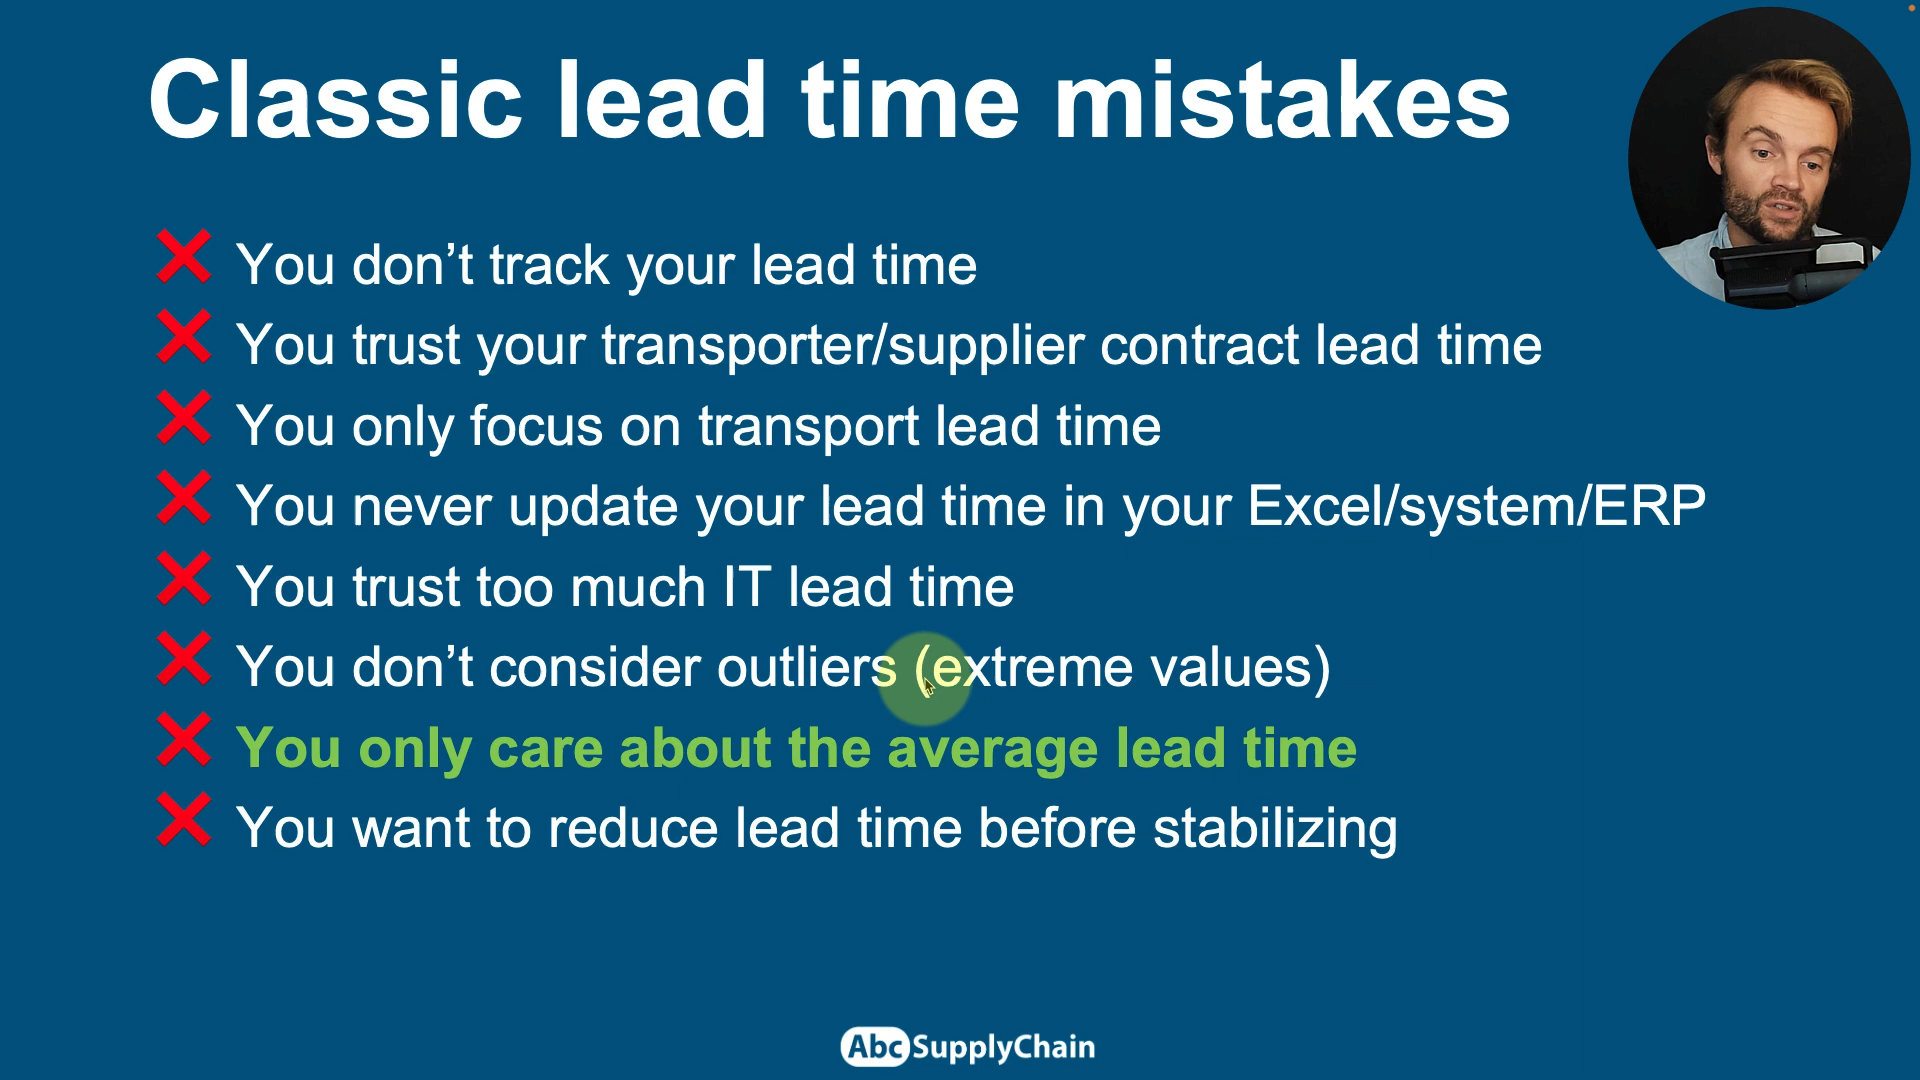 Classic lead time mistakes
❌ You don’t track your lead time
❌ You trust your transporter/supplier contract lead time
❌ You only focus on transport lead time
❌ You never update your lead time in your Excel/system/ERP
❌ You trust too much IT lead time
❌ You don’t consider outliers (extreme values)
❌ You only care about the average lead time
❌ You want to reduce lead time before stabilizing
AbcSupplyChain